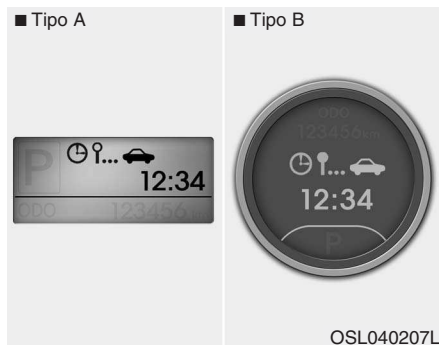 ■ Tipo A
P
12:34
ODO 123456
■ Tipo B
ODO
123456km
12:34
P
OSL040207L